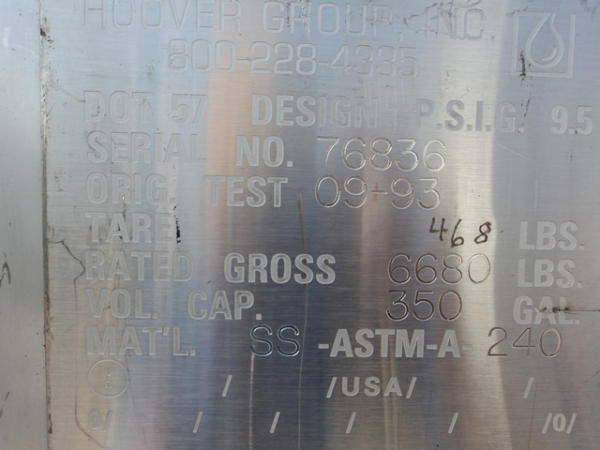 HOOVER GROUP, INC.
800-228-4335
DOT 57 DESIGN P.S.I.G. 9.5
SERIAL NO. 76836
ORIG. TEST 09-93
TARE 468 LBS.
RATED GROSS 6680 LBS.
VOL. CAP. 350 GAL.
MAT'L. SS -ASTM-A- 240
/ /USA/ /
0/ / / / / /0/